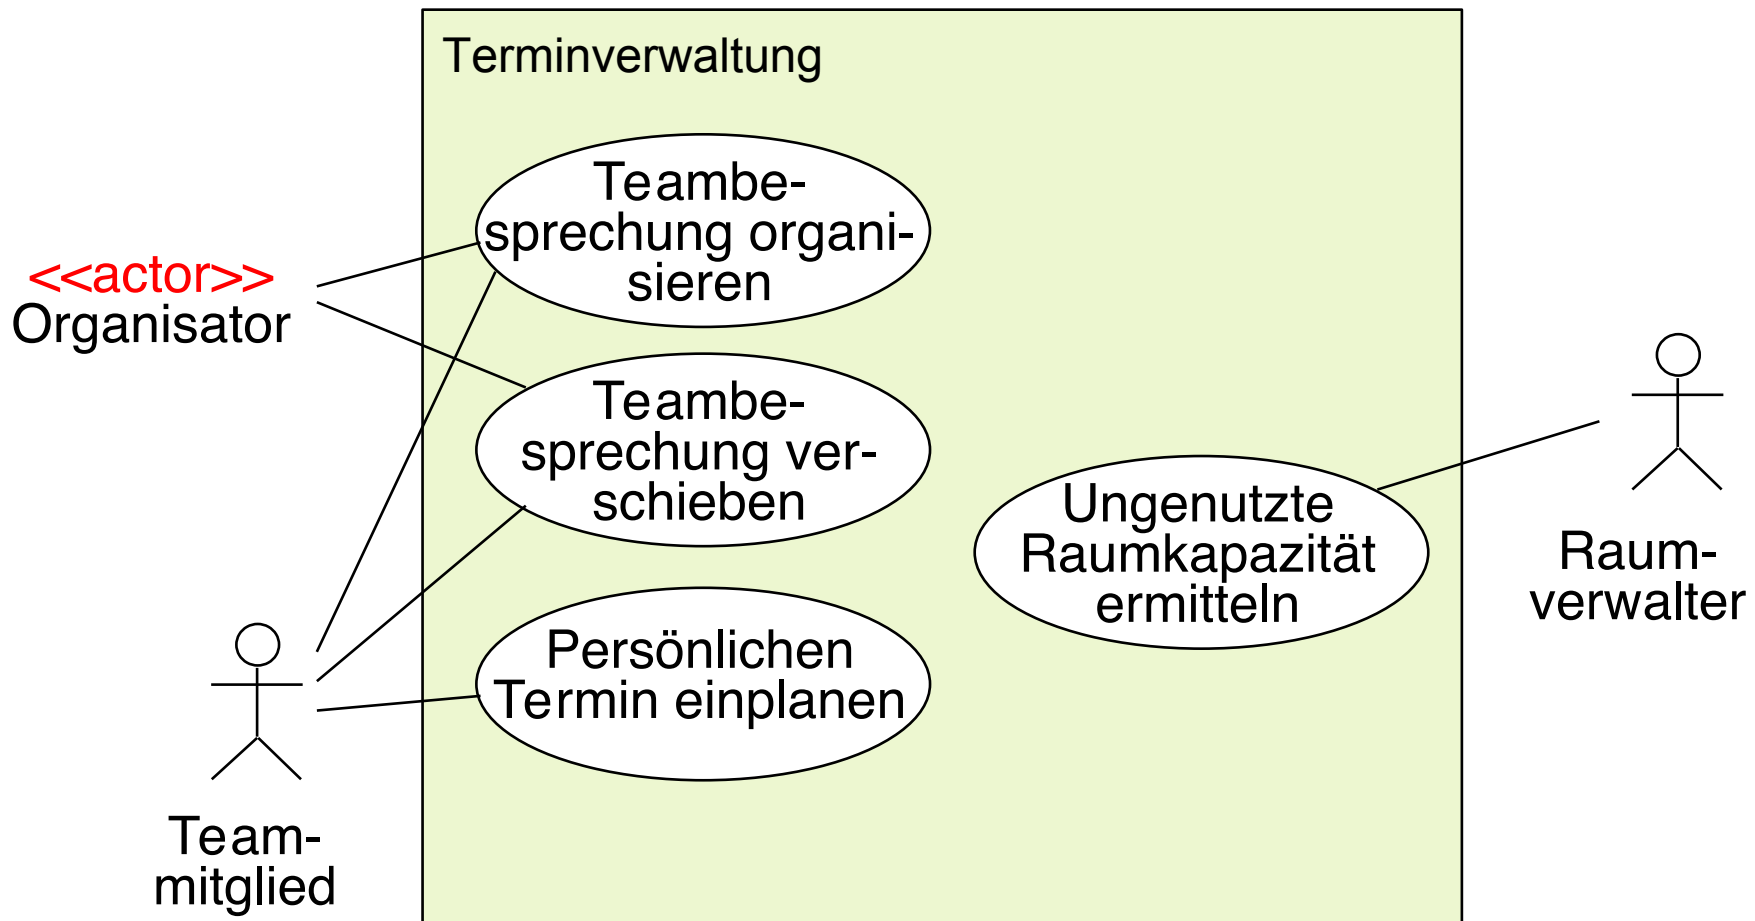 Terminverwaltung
Teambe-
sprechung organi-
sieren
<<actor>>
Organisator
Teambe-
sprechung ver-
schieben
Ungenutzte
Raumkapazität
ermitteln
Raum-
verwalter
Persönlichen
Termin einplanen
Team-
mitglied